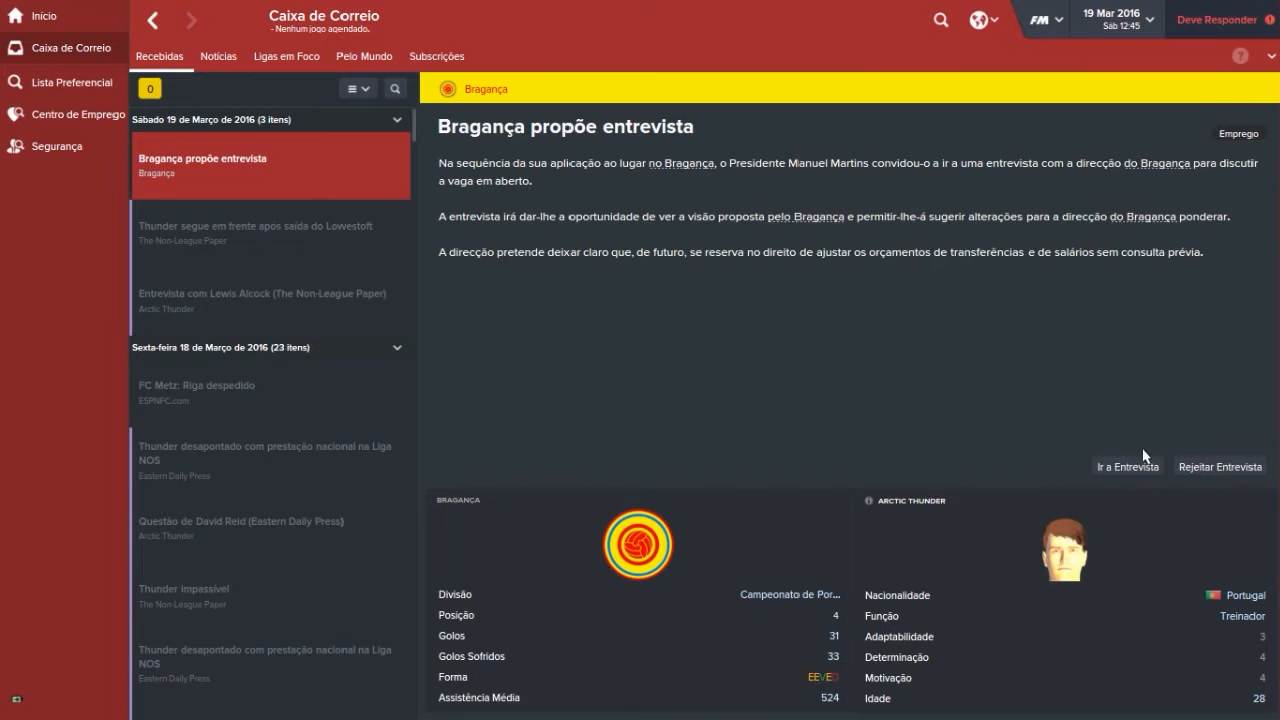 Início
Caixa de Correio
Lista Preferencial
Centro de Emprego
Segurança
Caixa de Correio
- Nenhum jogo agendado.
FM
19 Mar 2016
Sáb 12:45
Deve Responder
Recebidas
Notícias
Ligas em Foco
Pelo Mundo
Subscrições
?
0
Sábado 19 de Março de 2016 (3 itens)
Bragança propõe entrevista
Bragança
Thunder segue em frente após saída do Lowestoft
The Non-League Paper
Entrevista com Lewis Alcock (The Non-League Paper)
Arctic Thunder
Sexta-feira 18 de Março de 2016 (23 itens)
FC Metz: Riga despedido
ESPNFC.com
Thunder desapontado com prestação nacional na Liga
NOS
Eastern Daily Press
Questão de David Reid (Eastern Daily Press)
Arctic Thunder
Thunder impassível
The Non-League Paper
Thunder desapontado com prestação nacional na Liga
NOS
Eastern Daily Press
Bragança
Bragança propõe entrevista
Emprego
Na sequência da sua aplicação ao lugar no Bragança, o Presidente Manuel Martins convidou-o a ir a uma entrevista com a direcção do Bragança para discutir
a vaga em aberto.
A entrevista irá dar-lhe a oportunidade de ver a visão proposta pelo Bragança e permitir-lhe-á sugerir alterações para a direcção do Bragança ponderar.
A direcção pretende deixar claro que, de futuro, se reserva no direito de ajustar os orçamentos de transferências e de salários sem consulta prévia.
Ir a Entrevista
Rejeitar Entrevista
BRAGANÇA
Divisão Campeonato de Por...
Posição 4
Golos 31
Golos Sofridos 33
Forma EEVED
Assistência Média 524
ARCTIC THUNDER
Nacionalidade Portugal
Função Treinador
Adaptabilidade 3
Determinação 4
Motivação 4
Idade 28